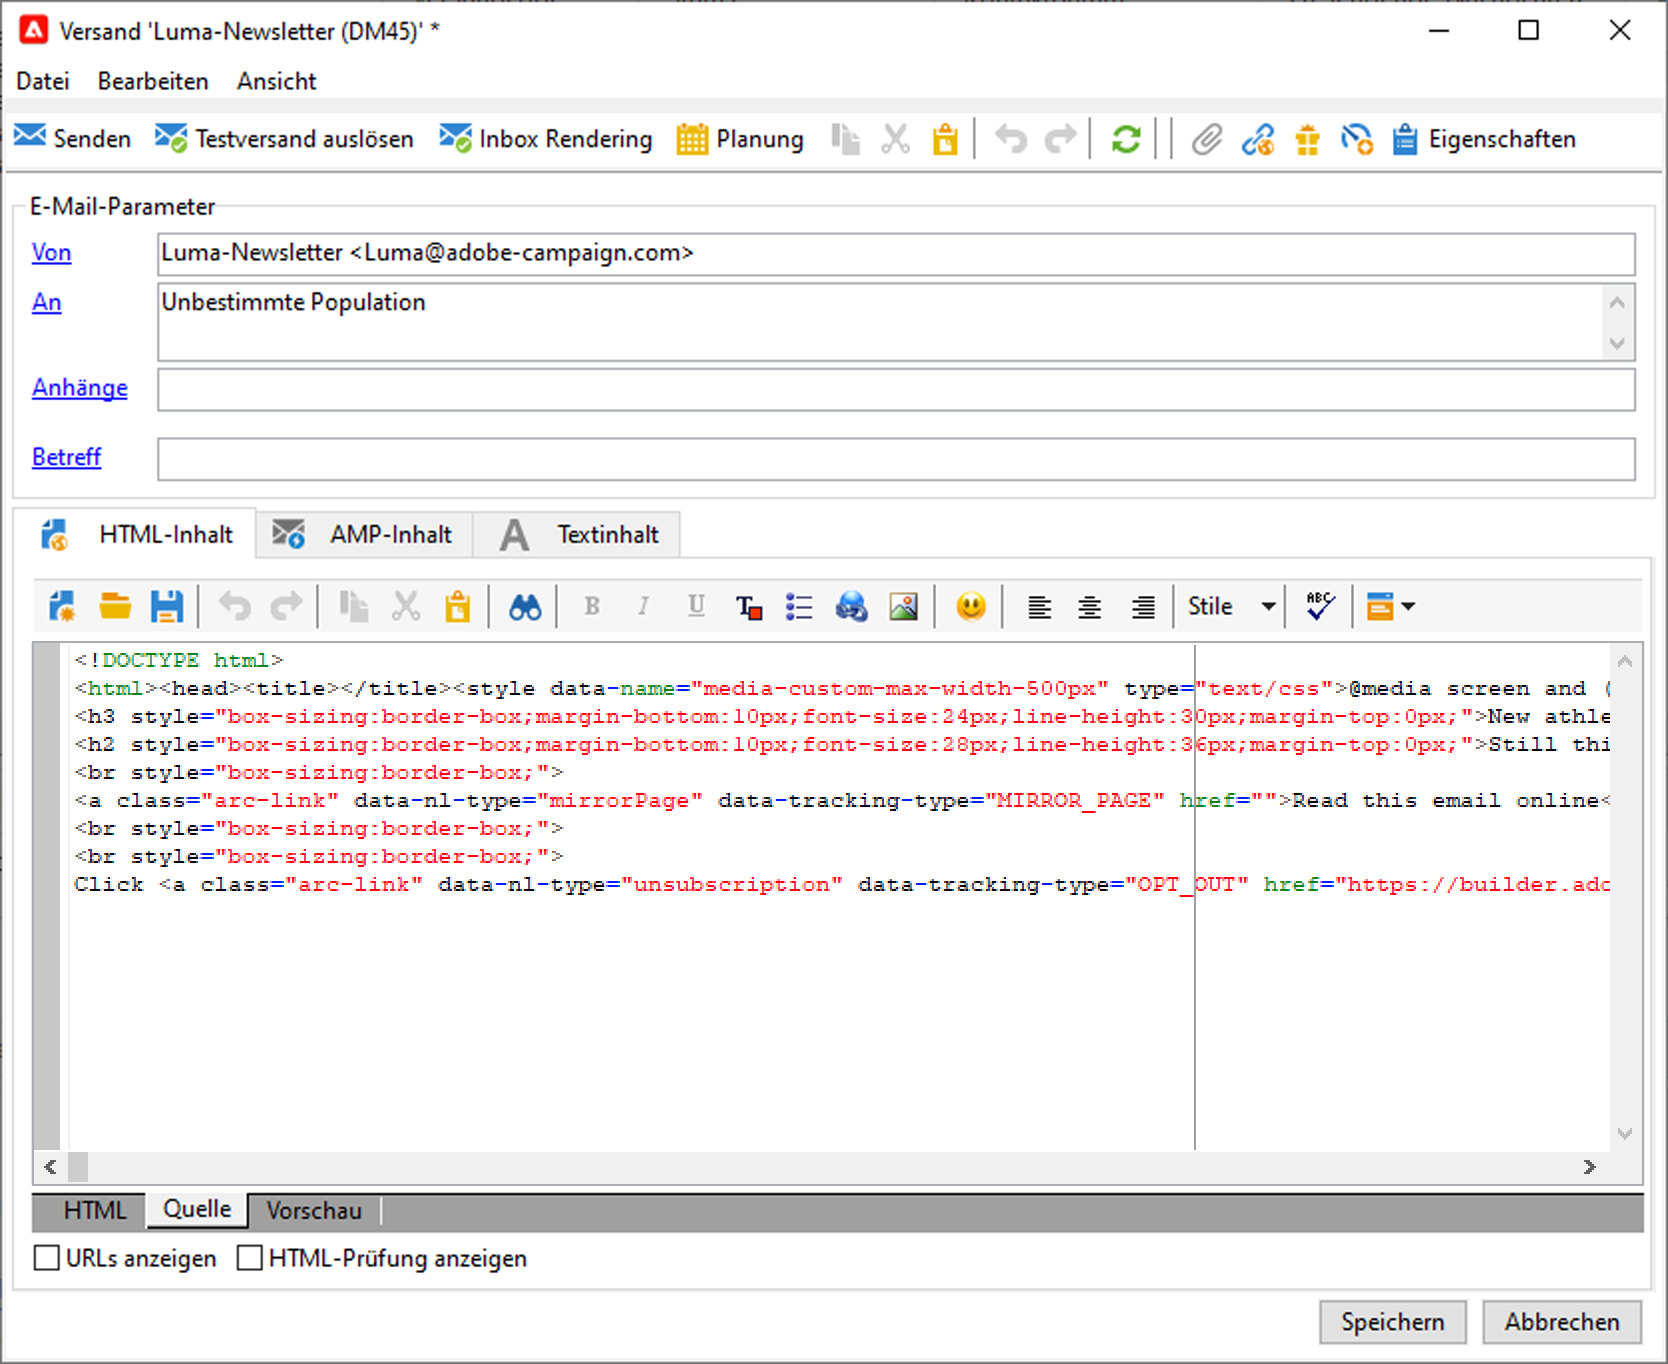 Versand 'Luma-Newsletter (DM45)' *
Datei Bearbeiten Ansicht
Senden Testversand auslösen Inbox Rendering Planung Eigenschaften
E-Mail-Parameter
Von Luma-Newsletter <Luma@adobe-campaign.com>
An Unbestimmte Population
Anhänge
Betreff
HTML-Inhalt AMP-Inhalt Textinhalt
B I U Stile ABC
<!DOCTYPE html>
<html><head><title></title><style data-name="media-custom-max-width-500px" type="text/css">@media screen and (
<h3 style="box-sizing:border-box;margin-bottom:10px;font-size:24px;line-height:30px;margin-top:0px;">New athle
<h2 style="box-sizing:border-box;margin-bottom:10px;font-size:28px;line-height:36px;margin-top:0px;">Still thi
<br style="box-sizing:border-box;">
<a class="arc-link" data-nl-type="mirrorPage" data-tracking-type="MIRROR_PAGE" href="">Read this email online<
<br style="box-sizing:border-box;">
<br style="box-sizing:border-box;">
Click <a class="arc-link" data-nl-type="unsubscription" data-tracking-type="OPT_OUT" href="https://builder.ado
HTML Quelle Vorschau
URLs anzeigen HTML-Prüfung anzeigen
Speichern Abbrechen